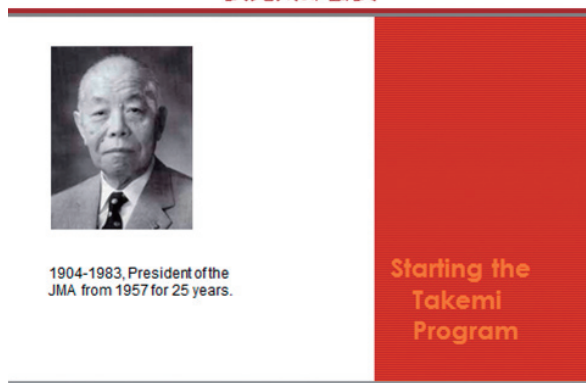 1904-1983, President of the
JMA from 1957 for 25 years.
Starting the
Takemi
Program